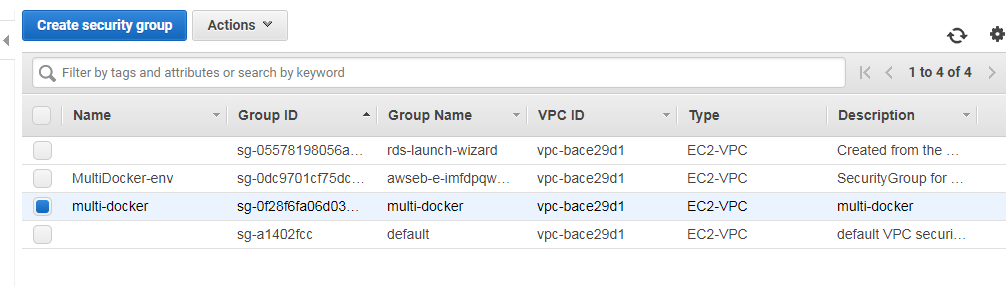 Create security group Actions
Filter by tags and attributes or search by keyword 1 to 4 of 4
Name Group ID Group Name VPC ID Type Description
sg-05578198056a... rds-launch-wizard vpc-bace29d1 EC2-VPC Created from the ...
MultiDocker-env sg-0dc9701cf75dc... awseb-e-imfdpqw... vpc-bace29d1 EC2-VPC SecurityGroup for ...
multi-docker sg-0f28f6fa06d03... multi-docker vpc-bace29d1 EC2-VPC multi-docker
sg-a1402fcc default vpc-bace29d1 EC2-VPC default VPC securi...